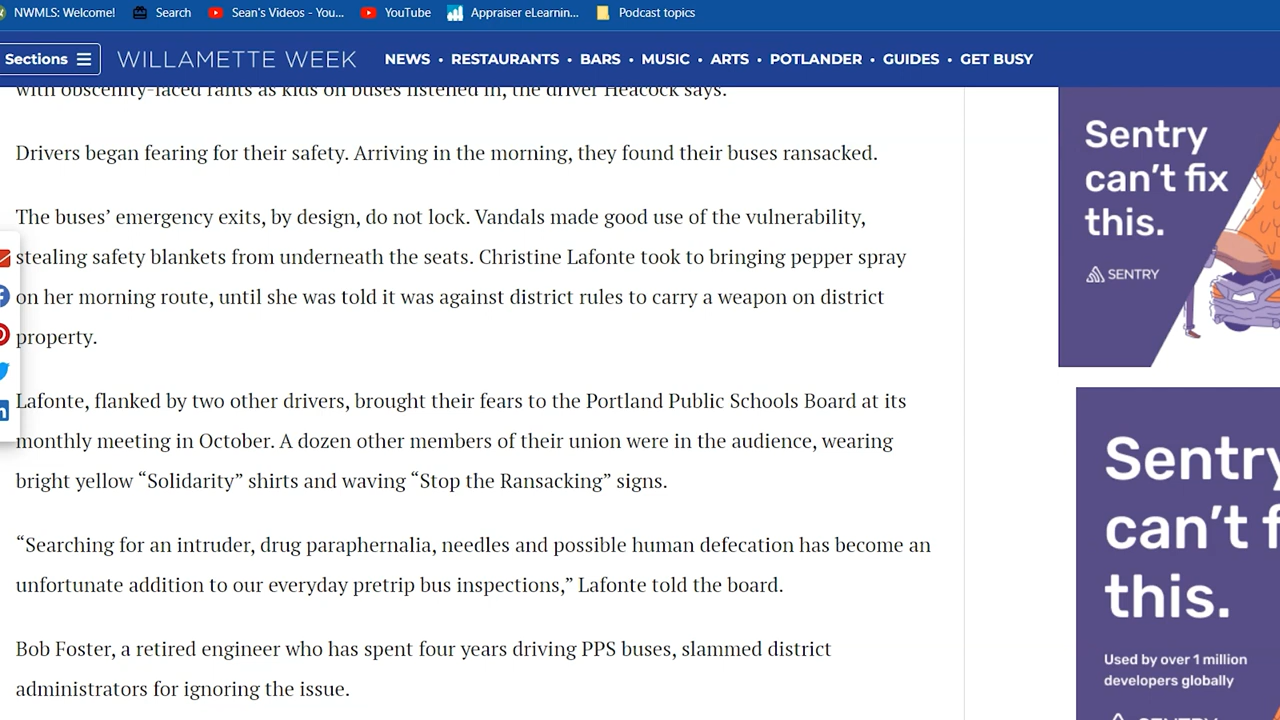 NWMLS: Welcome!
Search
Sean's Videos - You...
YouTube
Appraiser eLearnin...
Podcast topics
Sections
WILLAMETTE WEEK
NEWS • RESTAURANTS • BARS • MUSIC • ARTS • POTLANDER • GUIDES • GET BUSY
with obscenity-laced rants as kids on buses listened in, the driver Heacock says.
Drivers began fearing for their safety. Arriving in the morning, they found their buses ransacked.
The buses’ emergency exits, by design, do not lock. Vandals made good use of the vulnerability,
stealing safety blankets from underneath the seats. Christine Lafonte took to bringing pepper spray
on her morning route, until she was told it was against district rules to carry a weapon on district
property.
Lafonte, flanked by two other drivers, brought their fears to the Portland Public Schools Board at its
monthly meeting in October. A dozen other members of their union were in the audience, wearing
bright yellow “Solidarity” shirts and waving “Stop the Ransacking” signs.
“Searching for an intruder, drug paraphernalia, needles and possible human defecation has become an
unfortunate addition to our everyday pretrip bus inspections,” Lafonte told the board.
Bob Foster, a retired engineer who has spent four years driving PPS buses, slammed district
administrators for ignoring the issue.
Sentry
can’t fix
this.
SENTRY
Sentry
can’t f
this.
Used by over 1 million
developers globally
SENTRY